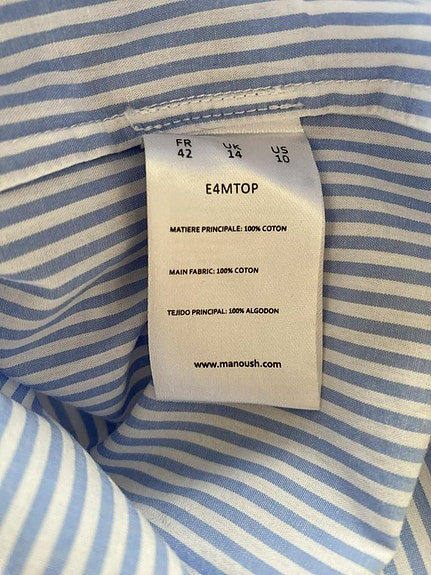 FR UK US
42 14 10
E4MTOP
MATIERE PRINCIPALE: 100% COTON
MAIN FABRIC: 100% COTON
TEJIDO PRINCIPAL: 100% ALGODON
www.manoush.com